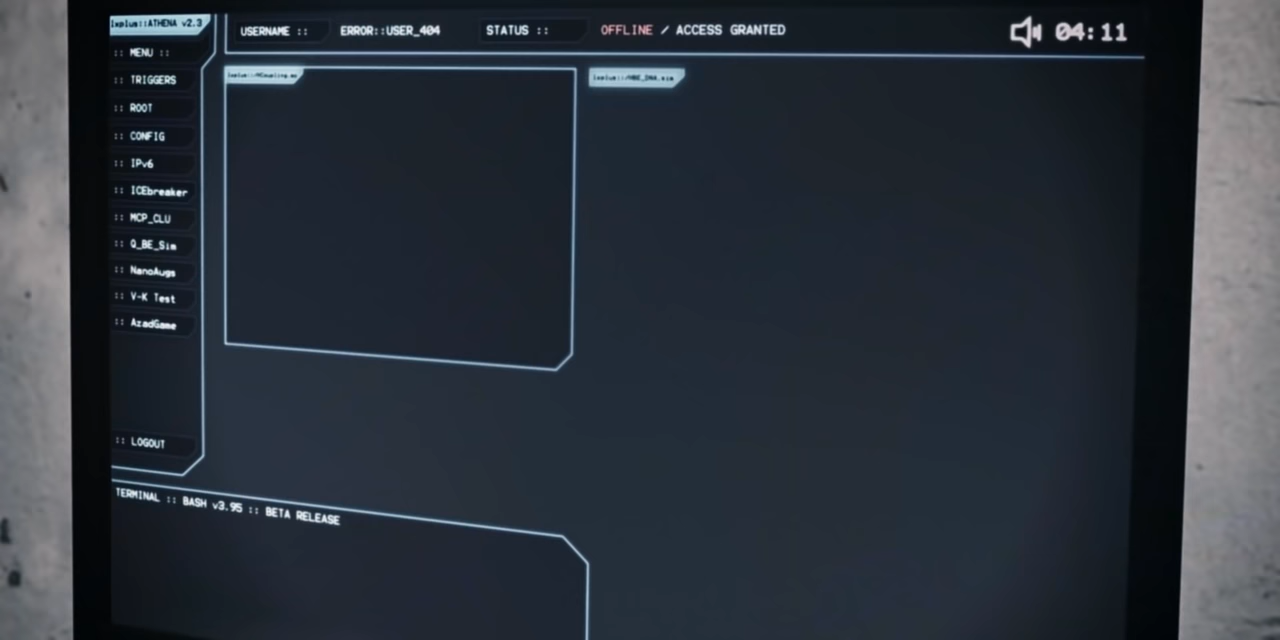 lxplus::ATHENA v2.3
USERNAME :: ERROR::USER_404 STATUS :: OFFLINE / ACCESS GRANTED 04:11
:: MENU ::
:: TRIGGERS
:: ROOT
:: CONFIG
:: IPv6
:: ICEbreaker
:: MCP_CLU
:: Q_BE_Sim
:: NanoAugs
:: V-K Test
:: AzadGame
:: LOGOUT
TERMINAL :: BASH v3.95 :: BETA RELEASE